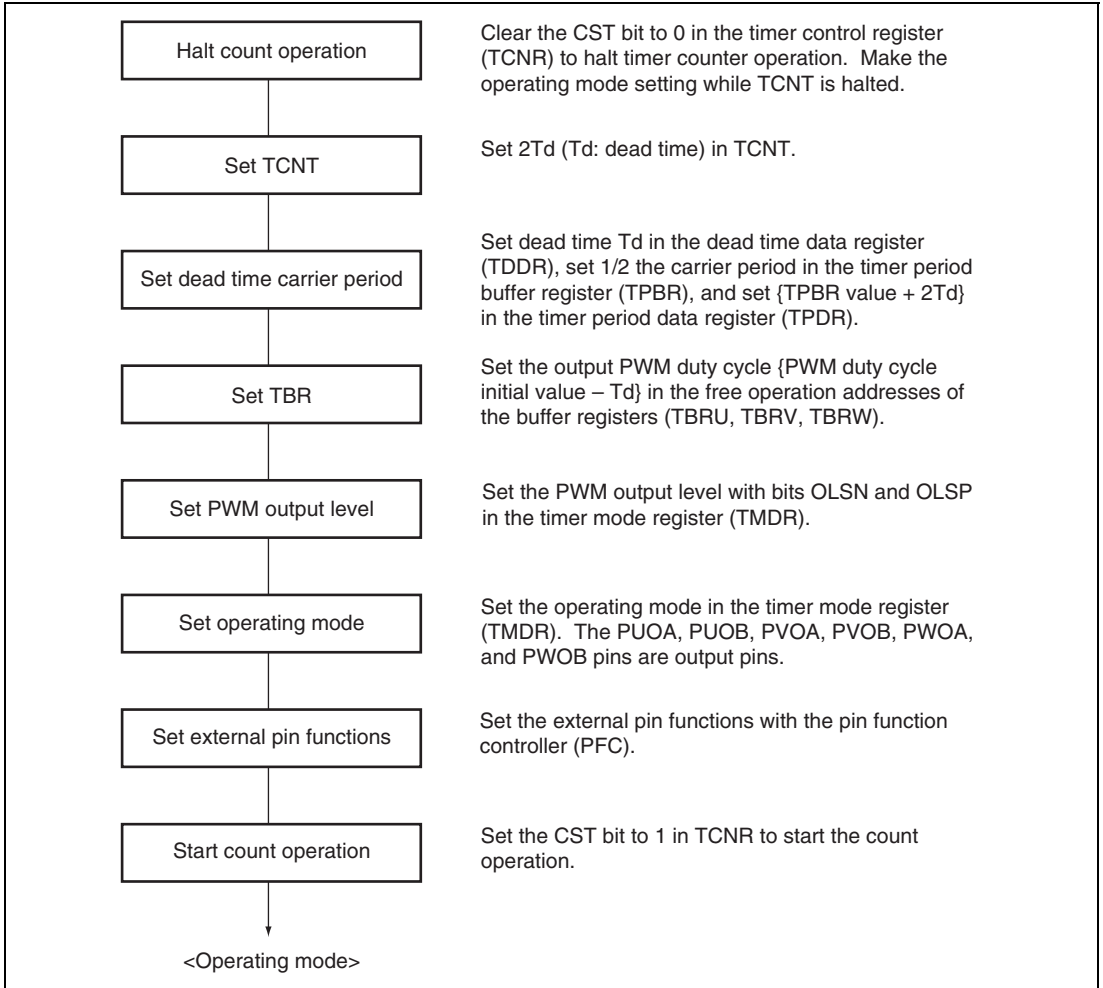 Halt count operation
Clear the CST bit to 0 in the timer control register
(TCNR) to halt timer counter operation.  Make the
operating mode setting while TCNT is halted.
Set TCNT
Set 2Td (Td: dead time) in TCNT.
Set dead time carrier period
Set dead time Td in the dead time data register
(TDDR), set 1/2 the carrier period in the timer period
buffer register (TPBR), and set {TPBR value + 2Td}
in the timer period data register (TPDR).
Set TBR
Set the output PWM duty cycle {PWM duty cycle
initial value – Td} in the free operation addresses of
the buffer registers (TBRU, TBRV, TBRW).
Set PWM output level
Set the PWM output level with bits OLSN and OLSP
in the timer mode register (TMDR).
Set operating mode
Set the operating mode in the timer mode register
(TMDR).  The PUOA, PUOB, PVOA, PVOB, PWOA,
and PWOB pins are output pins.
Set external pin functions
Set the external pin functions with the pin function
controller (PFC).
Start count operation
Set the CST bit to 1 in TCNR to start the count
operation.
<Operating mode>